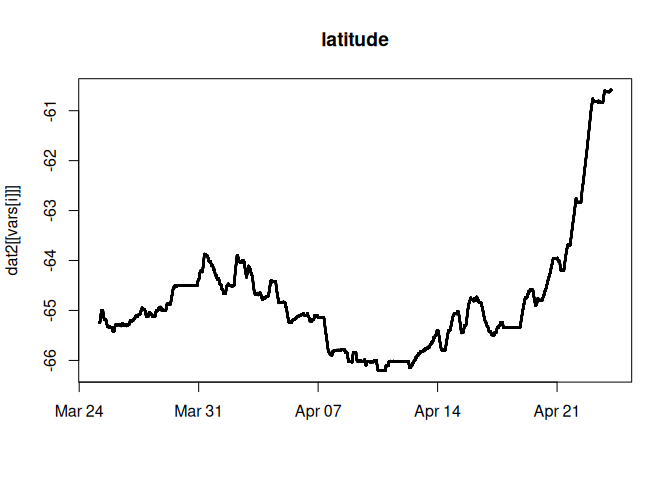 latitude
dat2[[vars[i]]]
-61
-62
-63
-64
-65
-66
Mar 24
Mar 31
Apr 07
Apr 14
Apr 21